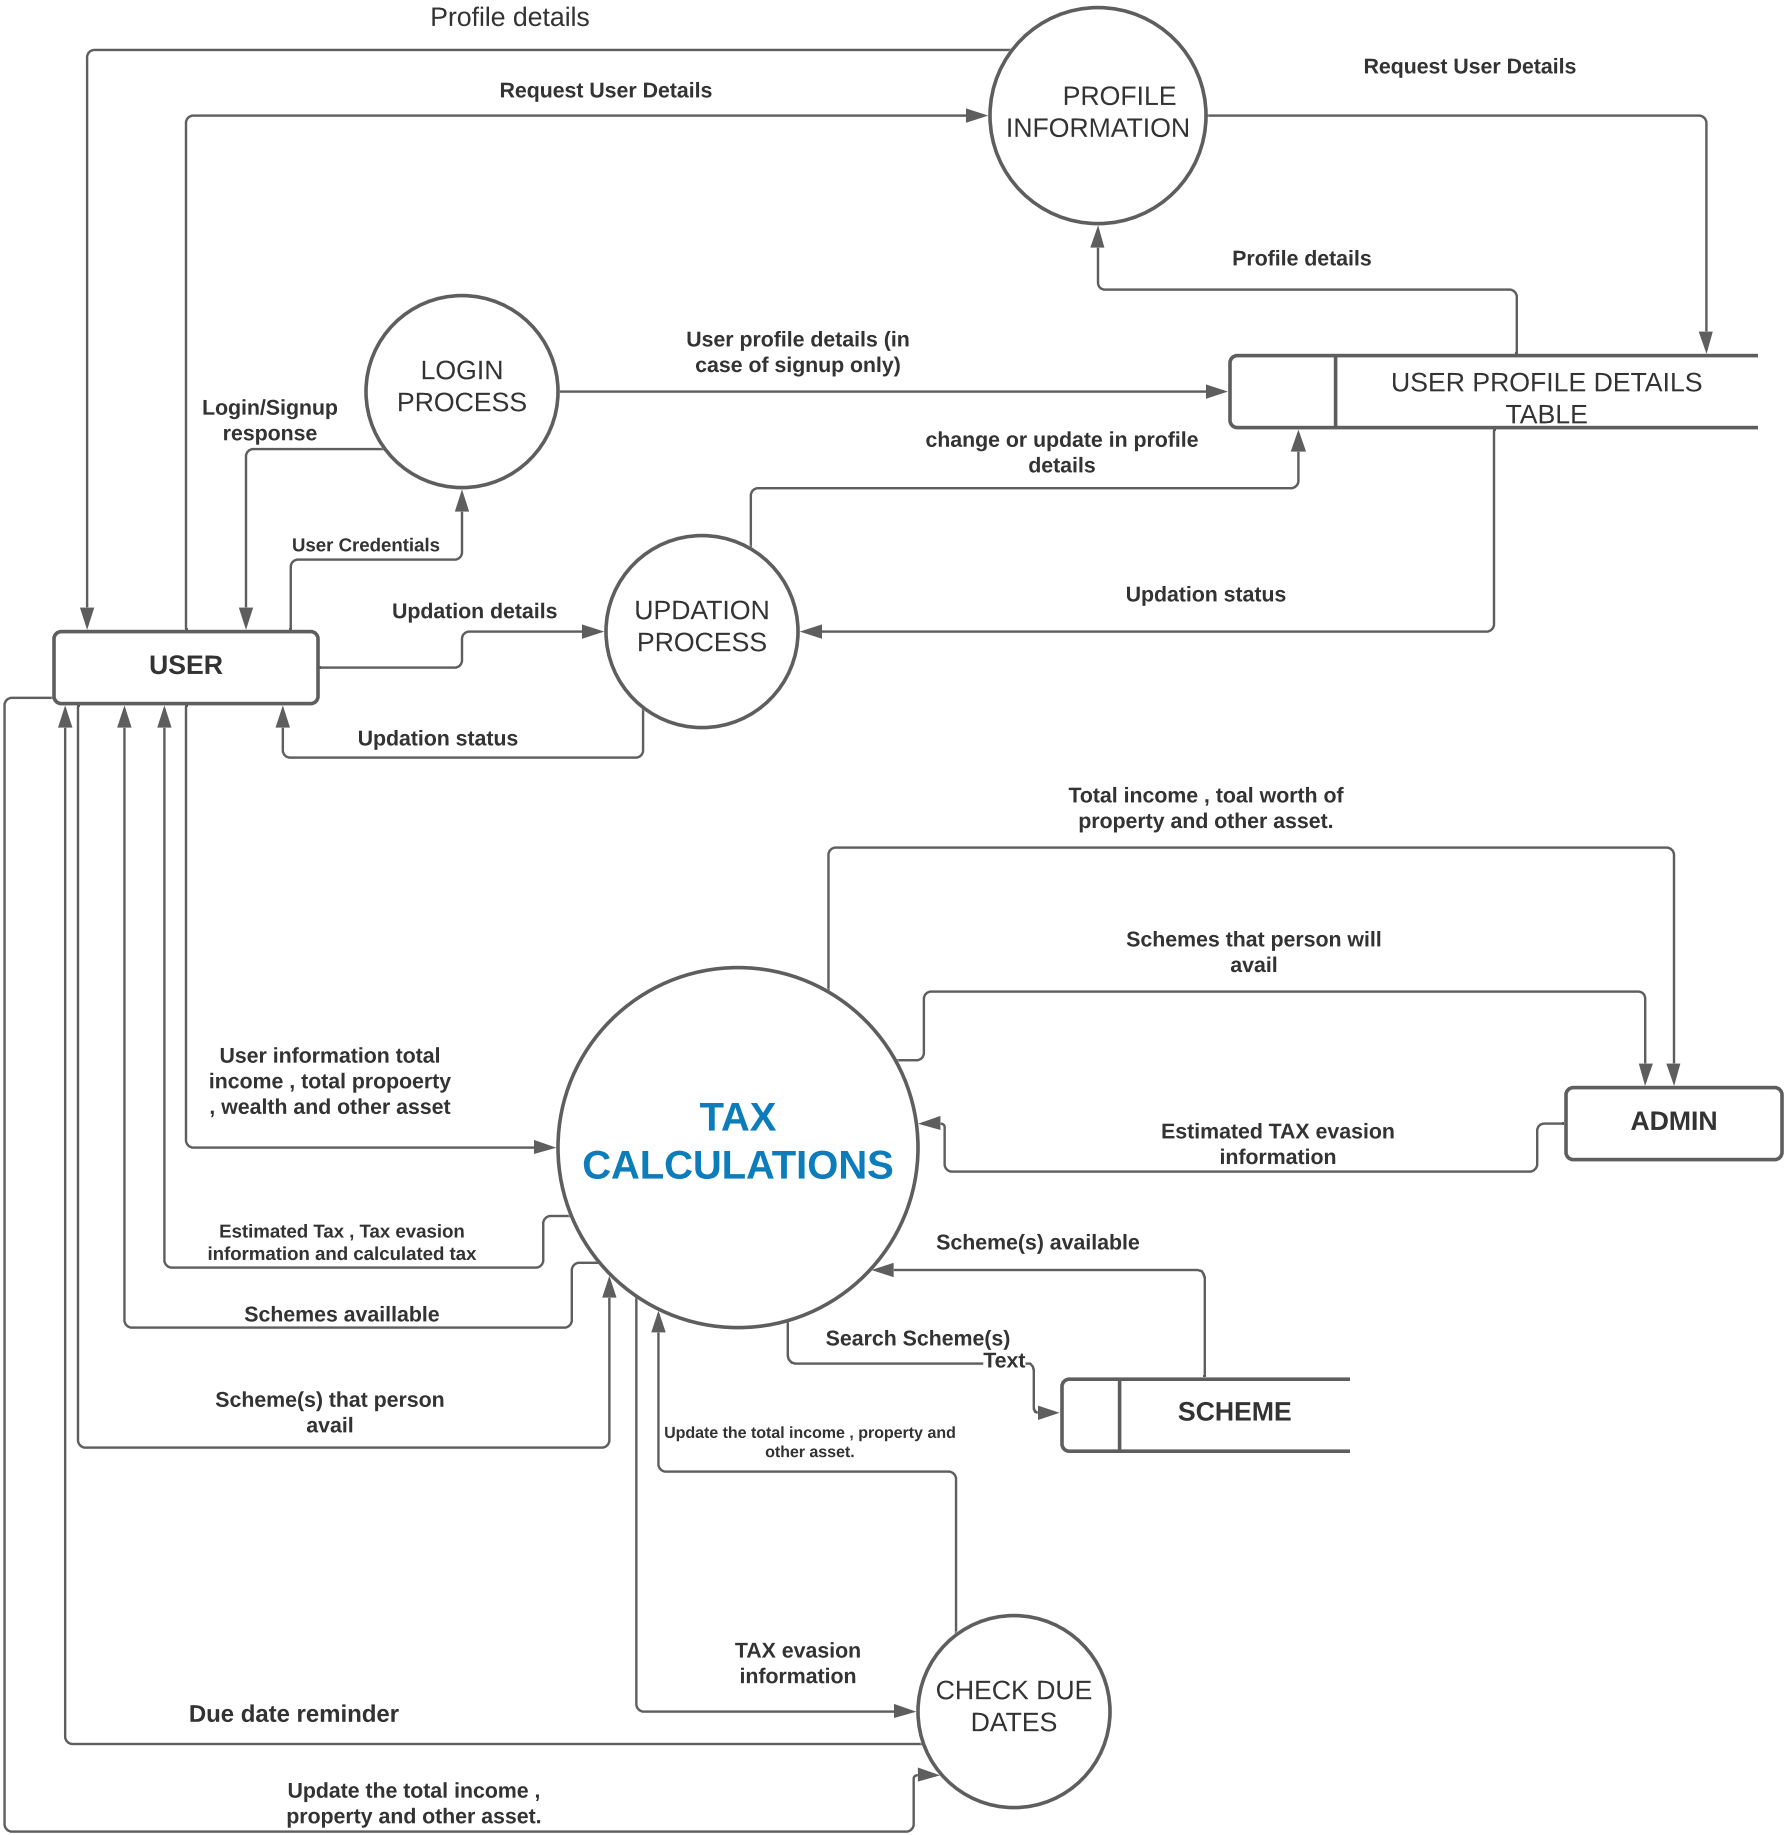 Profile details
Request User Details
Request User Details
PROFILE
INFORMATION
Profile details
User profile details (in
case of signup only)
LOGIN
PROCESS
USER PROFILE DETAILS
TABLE
Login/Signup
response
change or update in profile
details
User Credentials
Updation details
UPDATION
PROCESS
Updation status
USER
Updation status
Total income , toal worth of
property and other asset.
Schemes that person will
avail
User information total
income , total propoerty
, wealth and other asset
TAX
CALCULATIONS
ADMIN
Estimated TAX evasion
information
Estimated Tax , Tax evasion
information and calculated tax
Scheme(s) available
Schemes availlable
Search Scheme(s)
Text
Scheme(s) that person
avail
SCHEME
Update the total income , property and
other asset.
TAX evasion
information
CHECK DUE
DATES
Due date reminder
Update the total income ,
property and other asset.